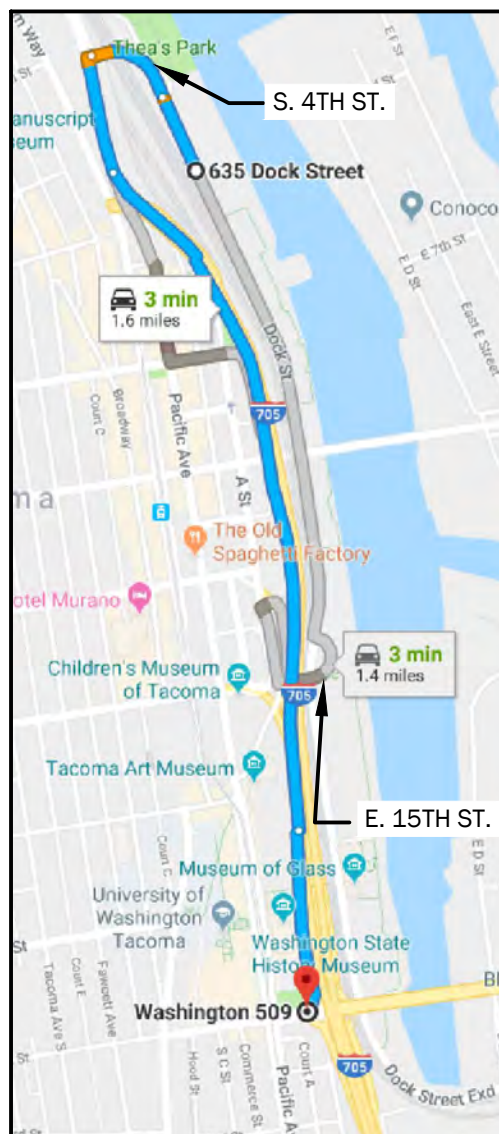 m Way
Thea's Park
E F St
S. 4TH ST.
anuscript
seum
635 Dock Street
Conoco
E 7th St
E D St
East E Street
3 min
1.6 miles
Dock St
Broadway
Court C
Pacific Ave
705
A St
m a
The Old
Spaghetti Factory
otel Murano
Children's Museum
of Tacoma
3 min
1.4 miles
705
Tacoma Art Museum
E. 15TH ST.
Court C
E D St
Museum of Glass
University of
Washington
Tacoma
Washington State
History Museum
St
Tacoma Ave S
Court E
Fawcett Ave
Washington 509
Hood St
S C St
Commerce St
Pacific A
Court A
705
Dock Street Exd